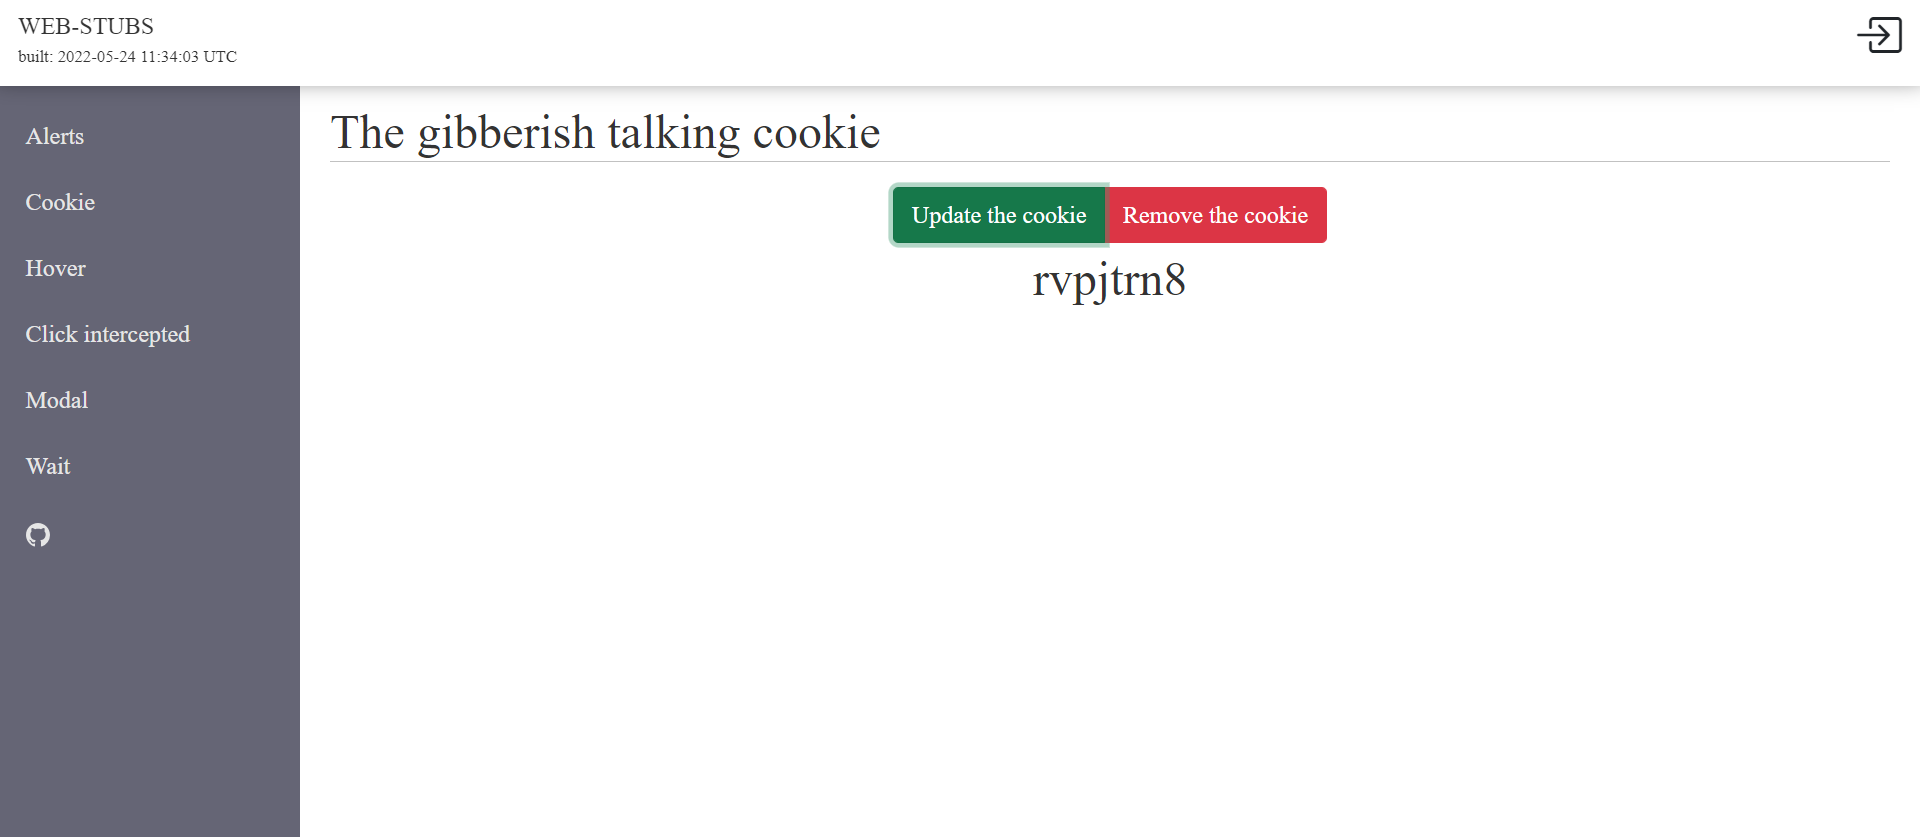 WEB-STUBS
built: 2022-05-24 11:34:03 UTC
Alerts
Cookie
Hover
Click intercepted
Modal
Wait
The gibberish talking cookie
Update the cookie Remove the cookie
rvpjtrn8